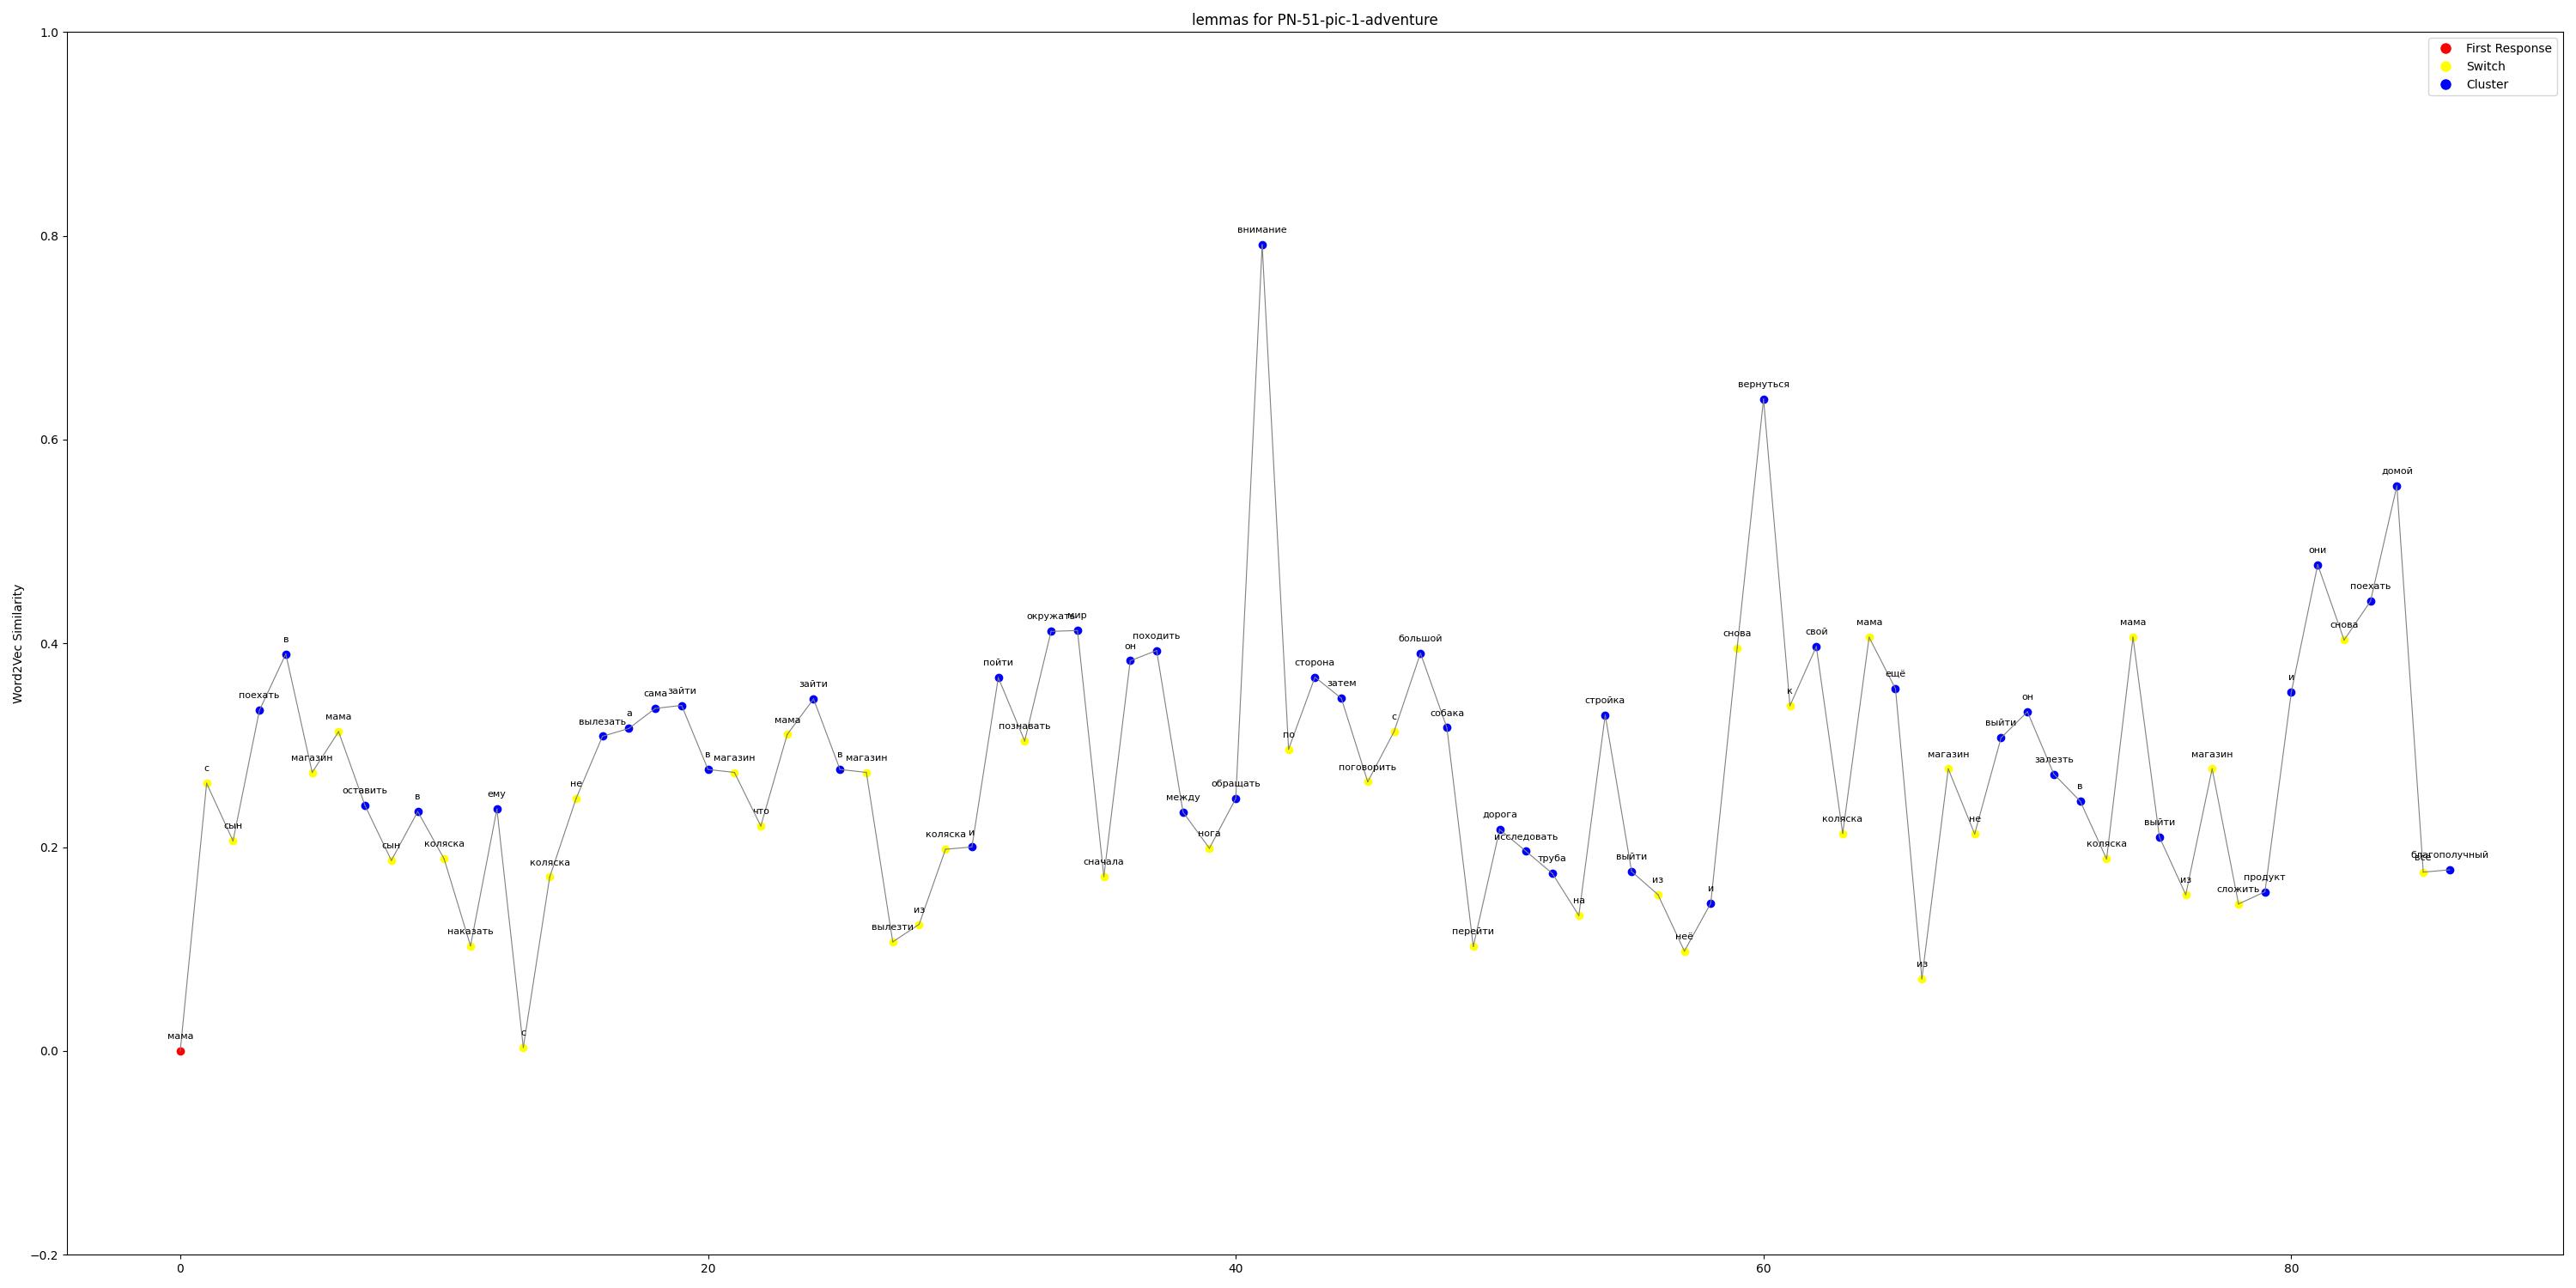 lemmas for PN-51-pic-1-adventure
1.0
0.8
0.6
0.4
0.2
0.0
−0.2
Word2Vec Similarity
0
20
40
60
80
First Response
Switch
Cluster
мама
с
сын
поехать
в
магазин
мама
оставить
сын
в
коляска
наказать
ему
с
коляска
не
вылезать
а
сама
зайти
в
магазин
что
мама
зайти
в
магазин
вылезти
из
коляска
и
пойти
познавать
окружать
мир
сначала
он
походить
между
нога
обращать
внимание
по
сторона
затем
поговорить
с
большой
собака
перейти
дорога
исследовать
труба
на
стройка
выйти
из
неё
и
снова
вернуться
к
свой
коляска
мама
ещё
из
магазин
не
выйти
он
залезть
в
коляска
мама
выйти
из
магазин
сложить
продукт
и
они
снова
поехать
домой
всё
благополучный